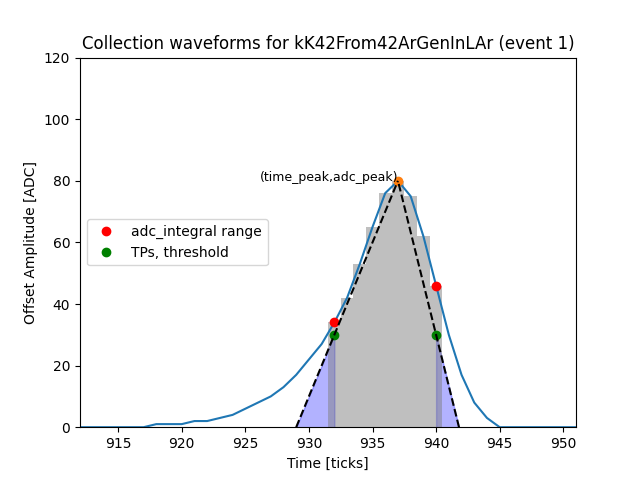 Collection waveforms for kK42From42ArGenInLAr (event 1)
120
100
80
60
40
20
0
Offset Amplitude [ADC]
(time_peak,adc_peak)
adc_integral range
TPs, threshold
915 920 925 930 935 940 945 950
Time [ticks]